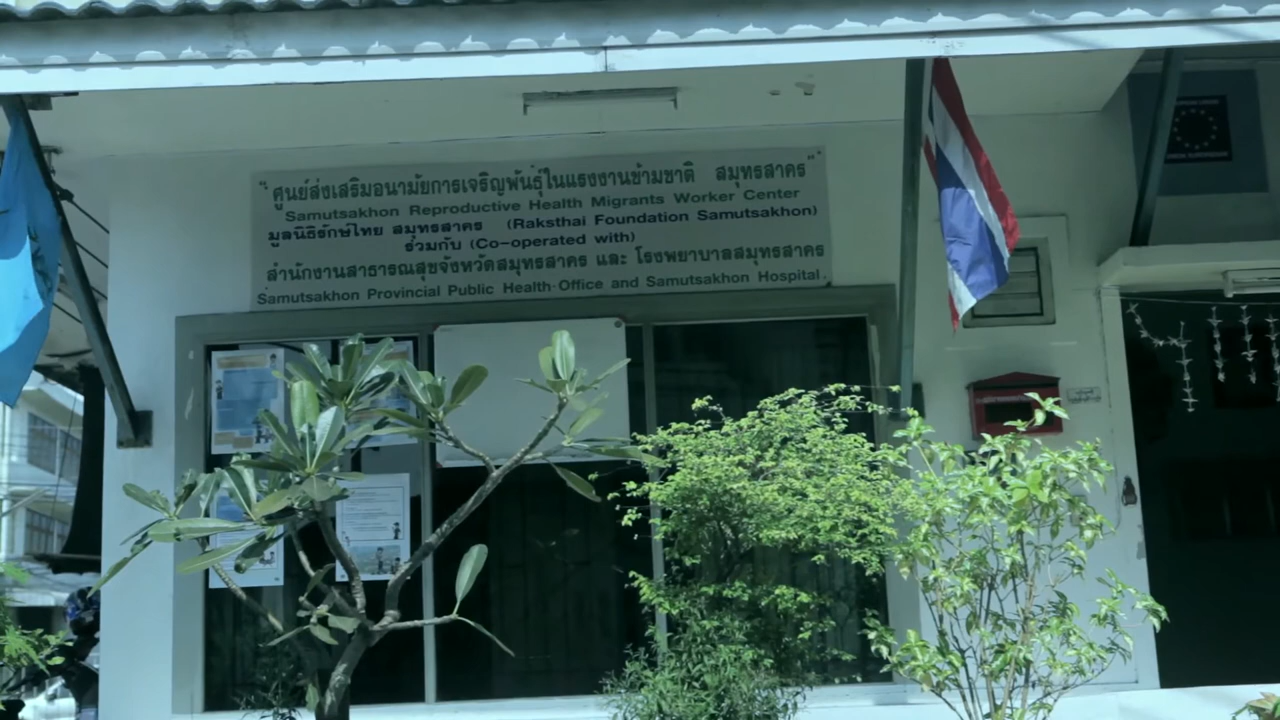 "ศูนย์ส่งเสริมอนามัยการเจริญพันธุ์ในแรงงานข้ามชาติ สมุทรสาคร"
Samutsakhon Reproductive Health Migrants Worker Center
มูลนิธิรักษ์ไทย สมุทรสาคร (Raksthai Foundation Samutsakhon)
ร่วมกับ (Co-operated with)
สำนักงานสาธารณสุขจังหวัดสมุทรสาคร และ โรงพยาบาลสมุทรสาคร
Samutsakhon Provincial Public Health Office and Samutsakhon Hospital